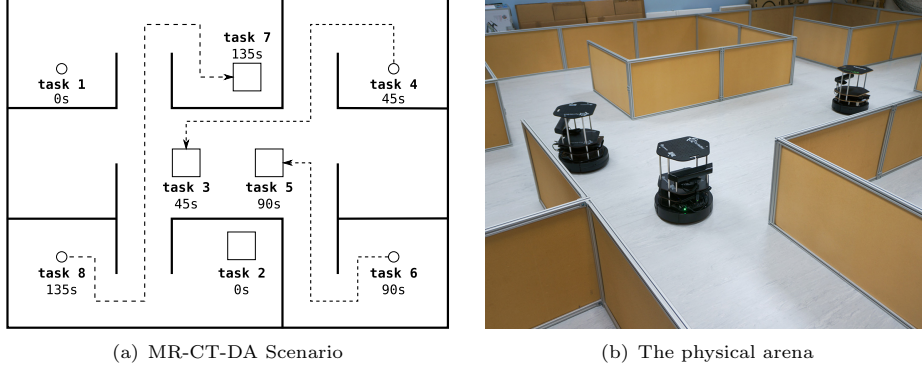 task 7
135s
task 1
0s
task 4
45s
task 3
45s
task 5
90s
task 8
135s
task 2
0s
task 6
90s
(a) MR-CT-DA Scenario
(b) The physical arena